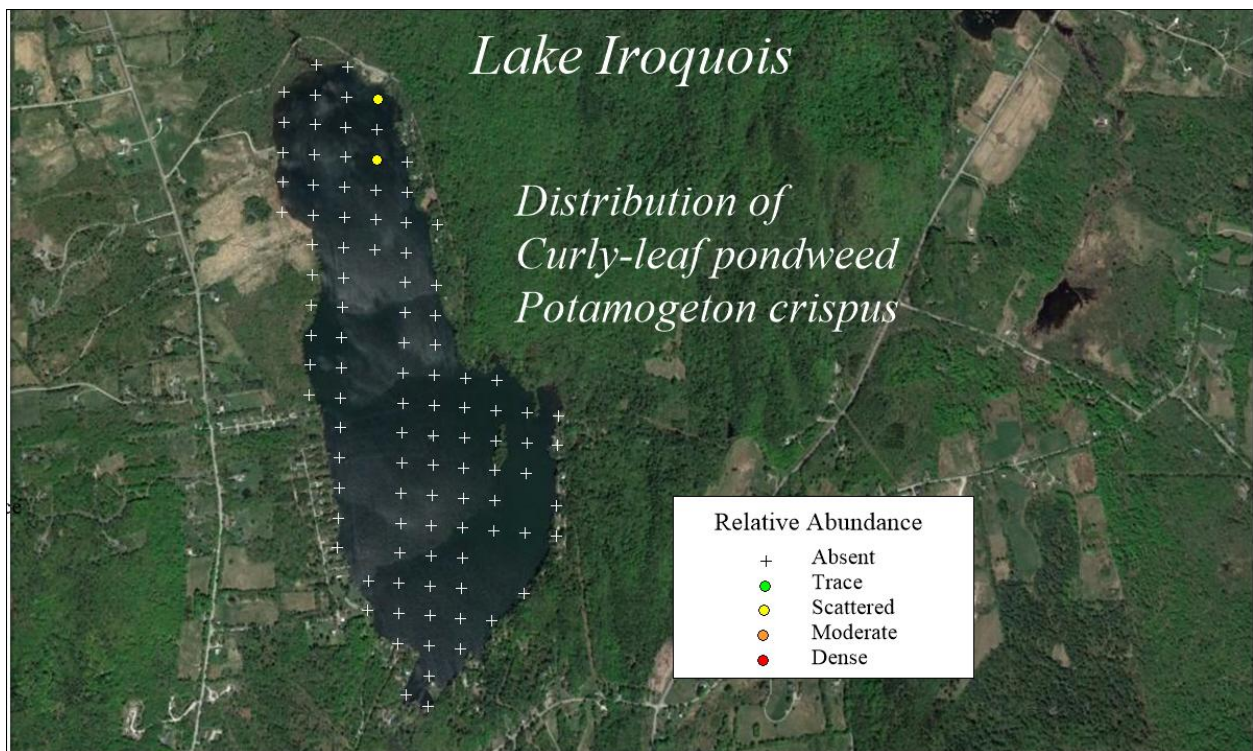 Lake Iroquois
Distribution of
Curly-leaf pondweed
Potamogeton crispus
Relative Abundance
Absent
Trace
Scattered
Moderate
Dense